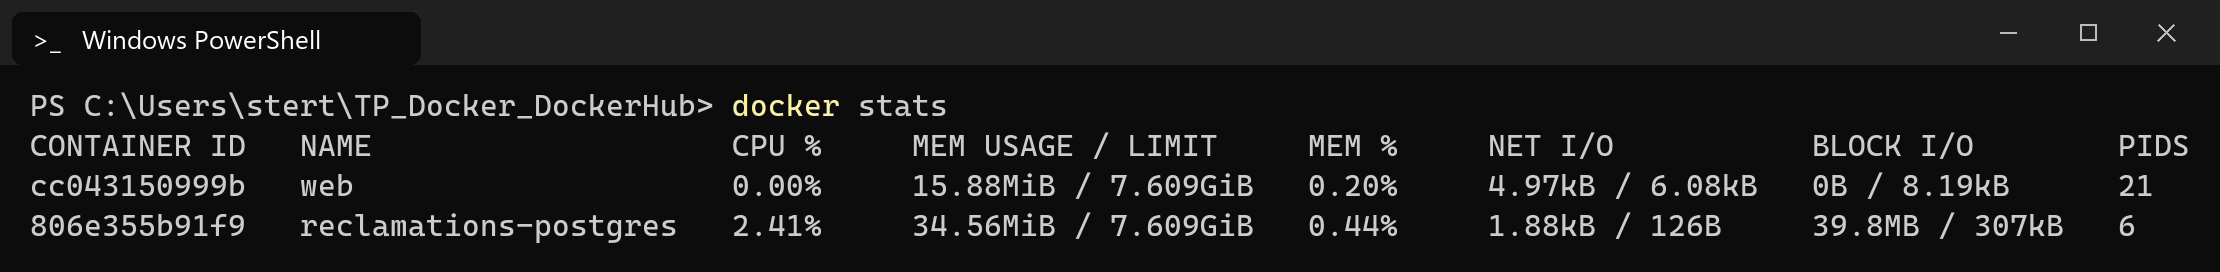 >_ Windows PowerShell
PS C:\Users\stert\TP_Docker_DockerHub> docker stats
CONTAINER ID   NAME                    CPU %     MEM USAGE / LIMIT     MEM %     NET I/O           BLOCK I/O        PIDS
cc043150999b   web                     0.00%     15.88MiB / 7.609GiB   0.20%     4.97kB / 6.08kB   0B / 8.19kB      21
806e355b91f9   reclamations-postgres   2.41%     34.56MiB / 7.609GiB   0.44%     1.88kB / 126B     39.8MB / 307kB   6